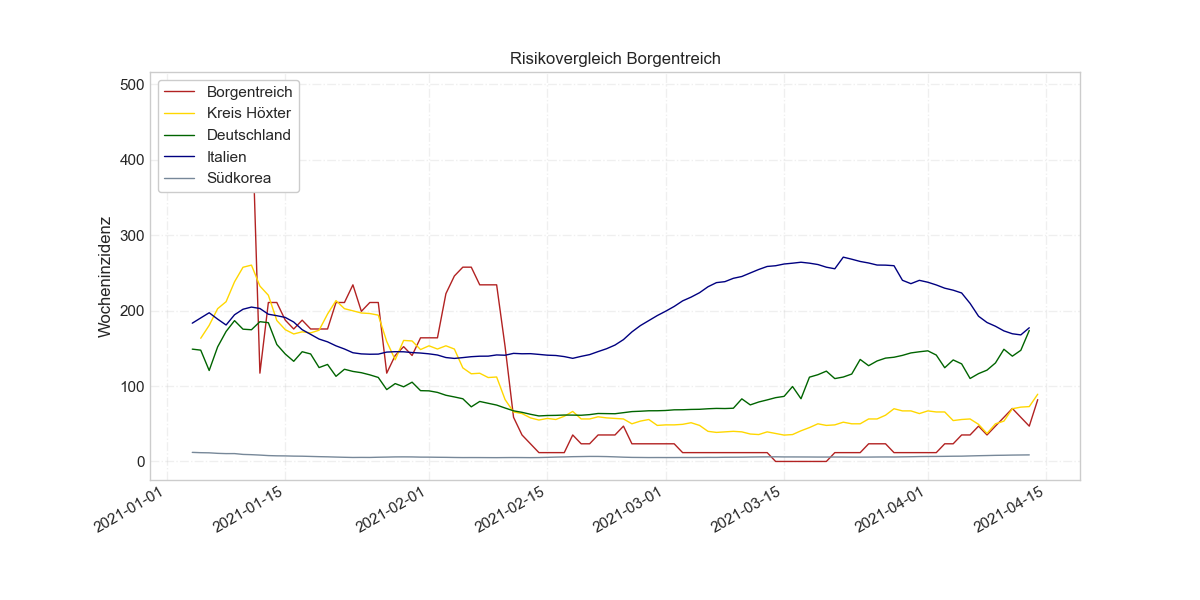 Risikovergleich Borgentreich
Wocheninzidenz
500
400
300
200
100
0
Borgentreich
Kreis Höxter
Deutschland
Italien
Südkorea
2021-01-01
2021-01-15
2021-02-01
2021-02-15
2021-03-01
2021-03-15
2021-04-01
2021-04-15